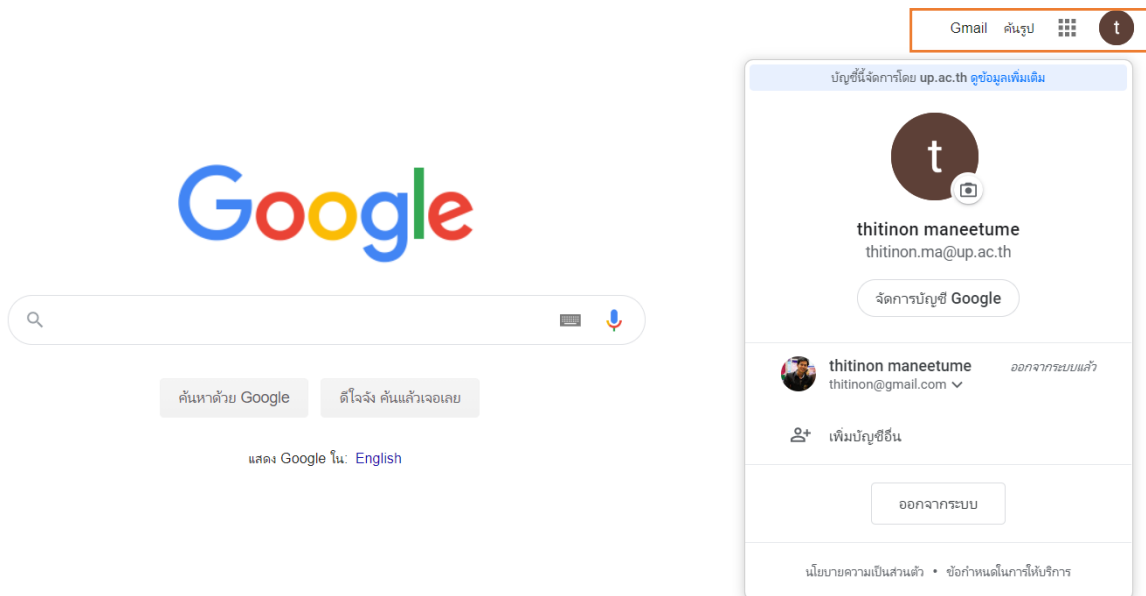 Gmail ค้นรูป t
บัญชีนี้จัดการโดย up.ac.th ดูข้อมูลเพิ่มเติม
t
thitinon maneetume
thitinon.ma@up.ac.th
จัดการบัญชี Google
thitinon maneetume ออกจากระบบแล้ว
thitinon@gmail.com
เพิ่มบัญชีอื่น
ออกจากระบบ
นโยบายความเป็นส่วนตัว • ข้อกำหนดในการให้บริการ
Google
ค้นหาด้วย Google ดีใจจัง ค้นแล้วเจอเลย
แสดง Google ใน: English